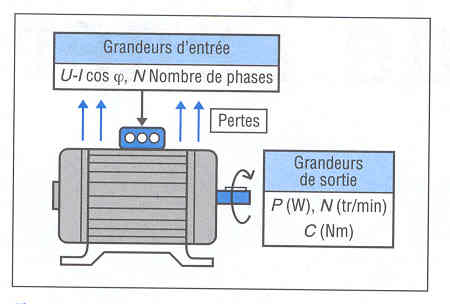 Grandeurs d'entrée
U-I cos φ, N Nombre de phases
Pertes
Grandeurs
de sortie
P (W), N (tr/min)
C (Nm)